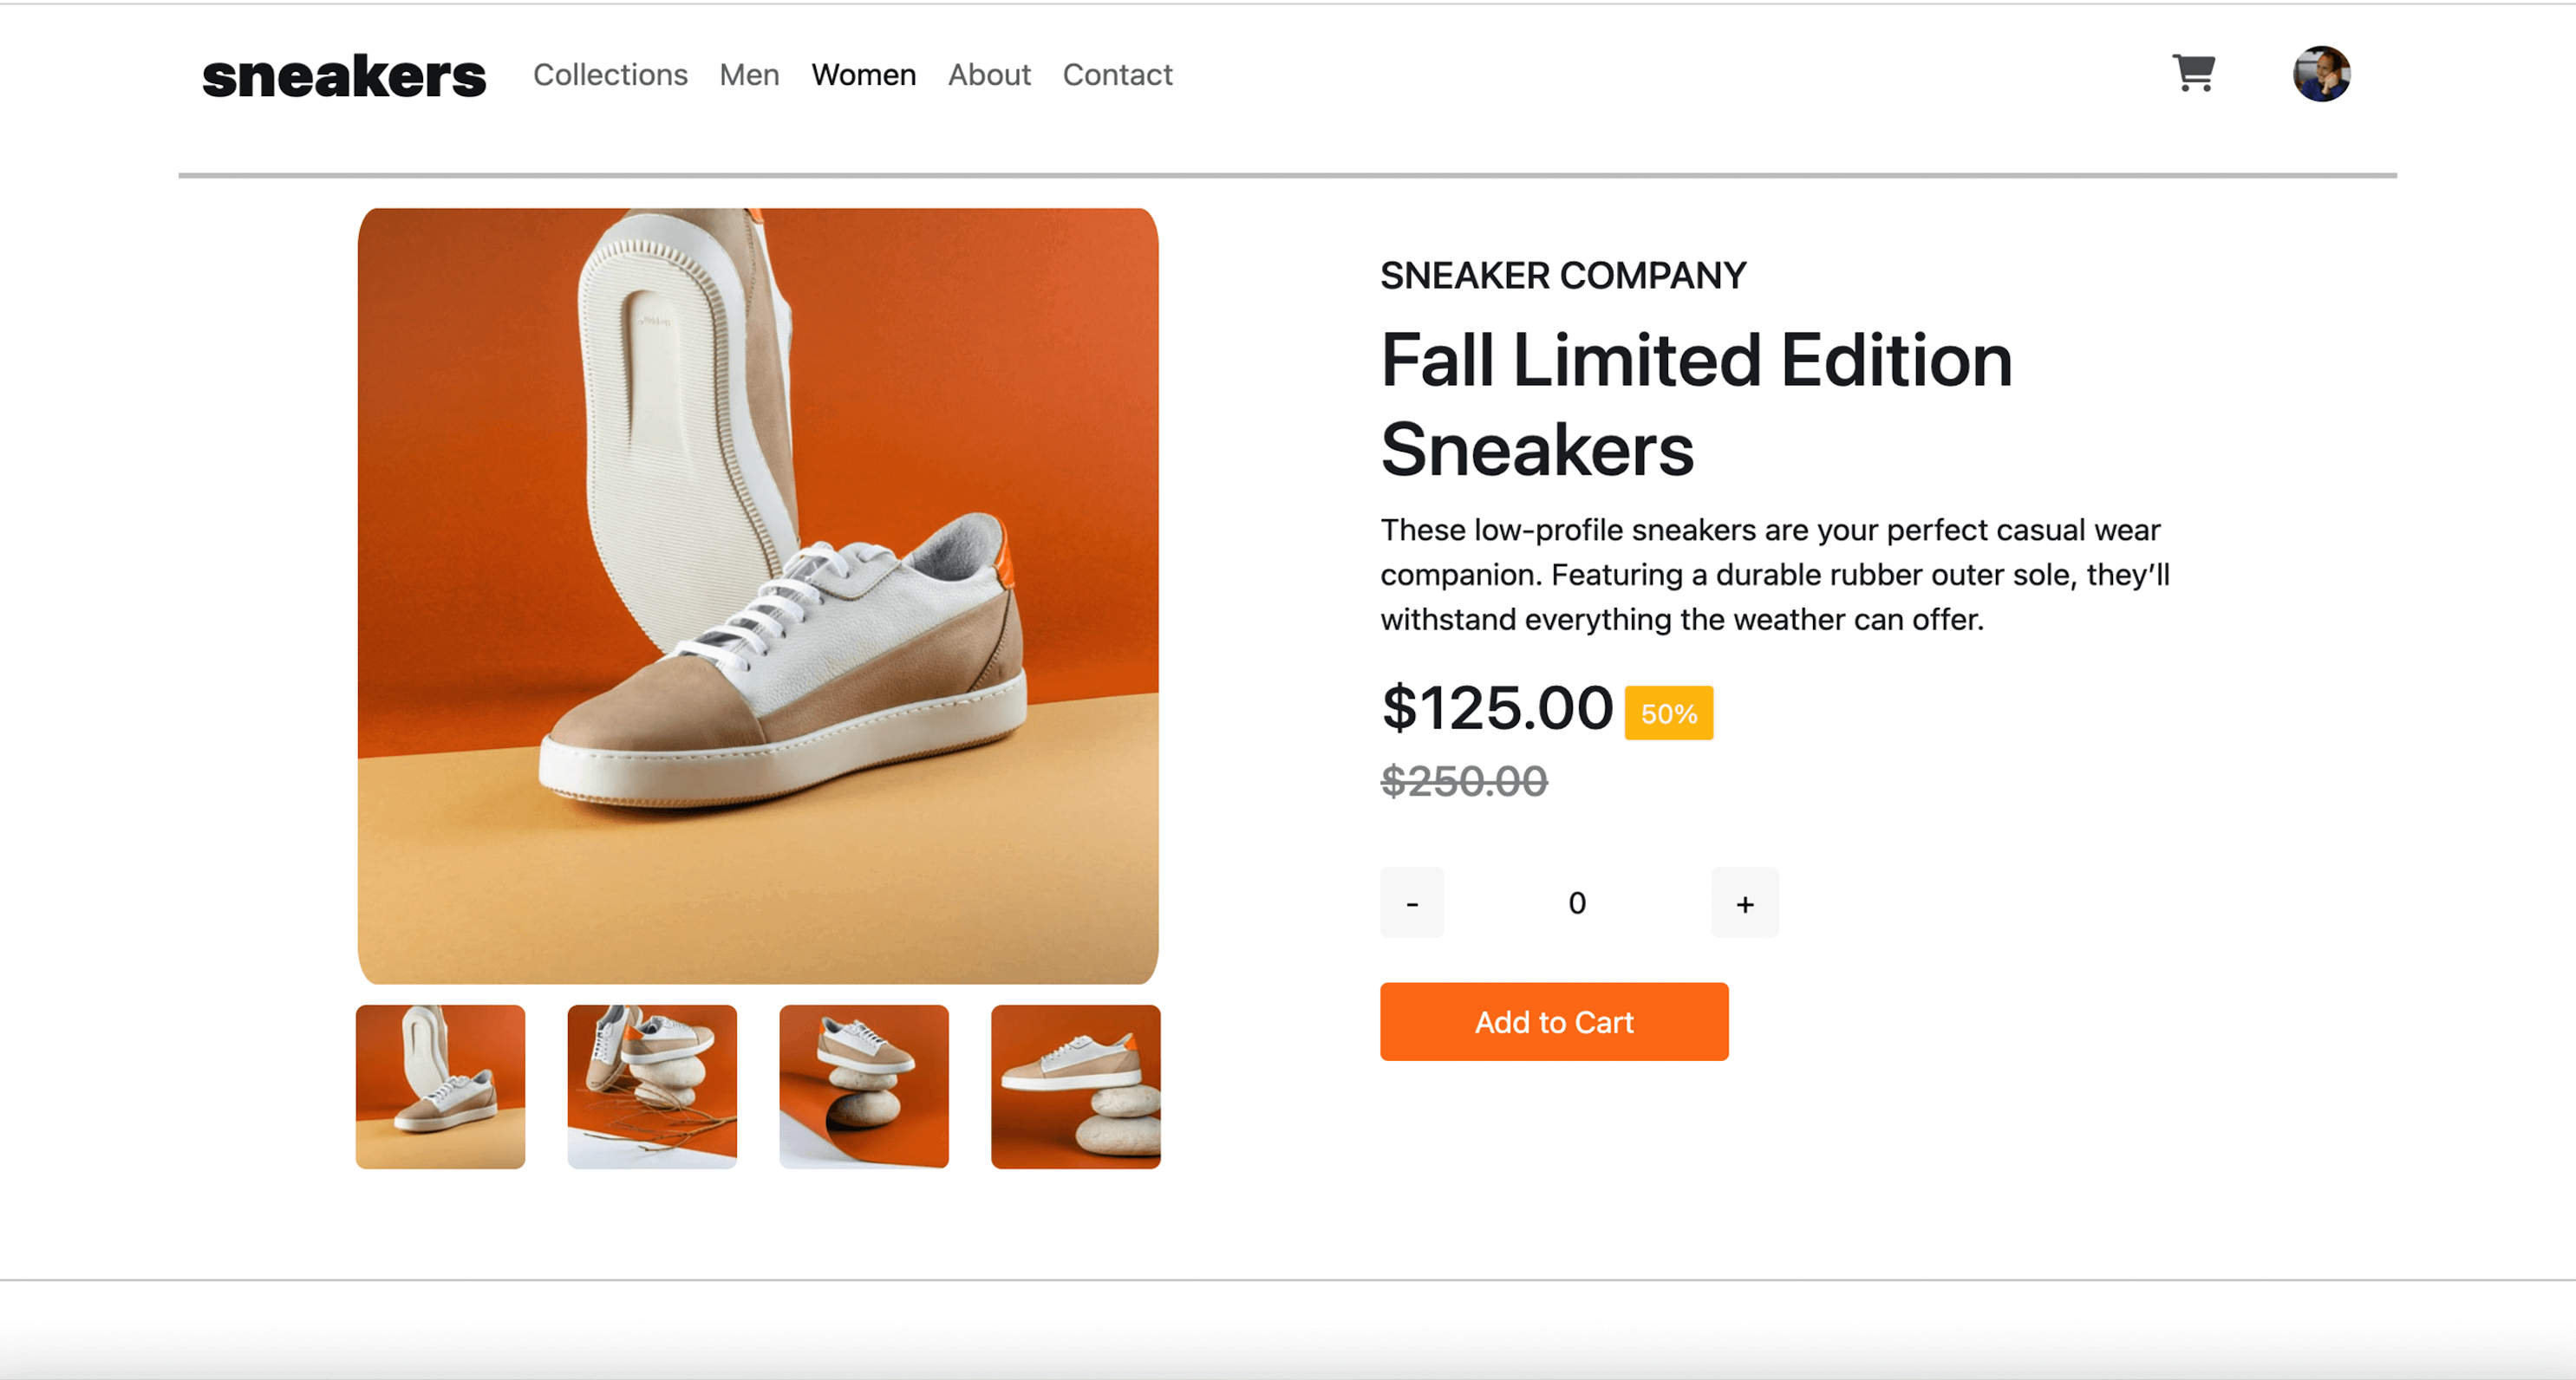 sneakers Collections Men Women About Contact
SNEAKER COMPANY
Fall Limited Edition
Sneakers
These low-profile sneakers are your perfect casual wear
companion. Featuring a durable rubber outer sole, they’ll
withstand everything the weather can offer.
$125.00 50%
$250.00
- 0 +
Add to Cart